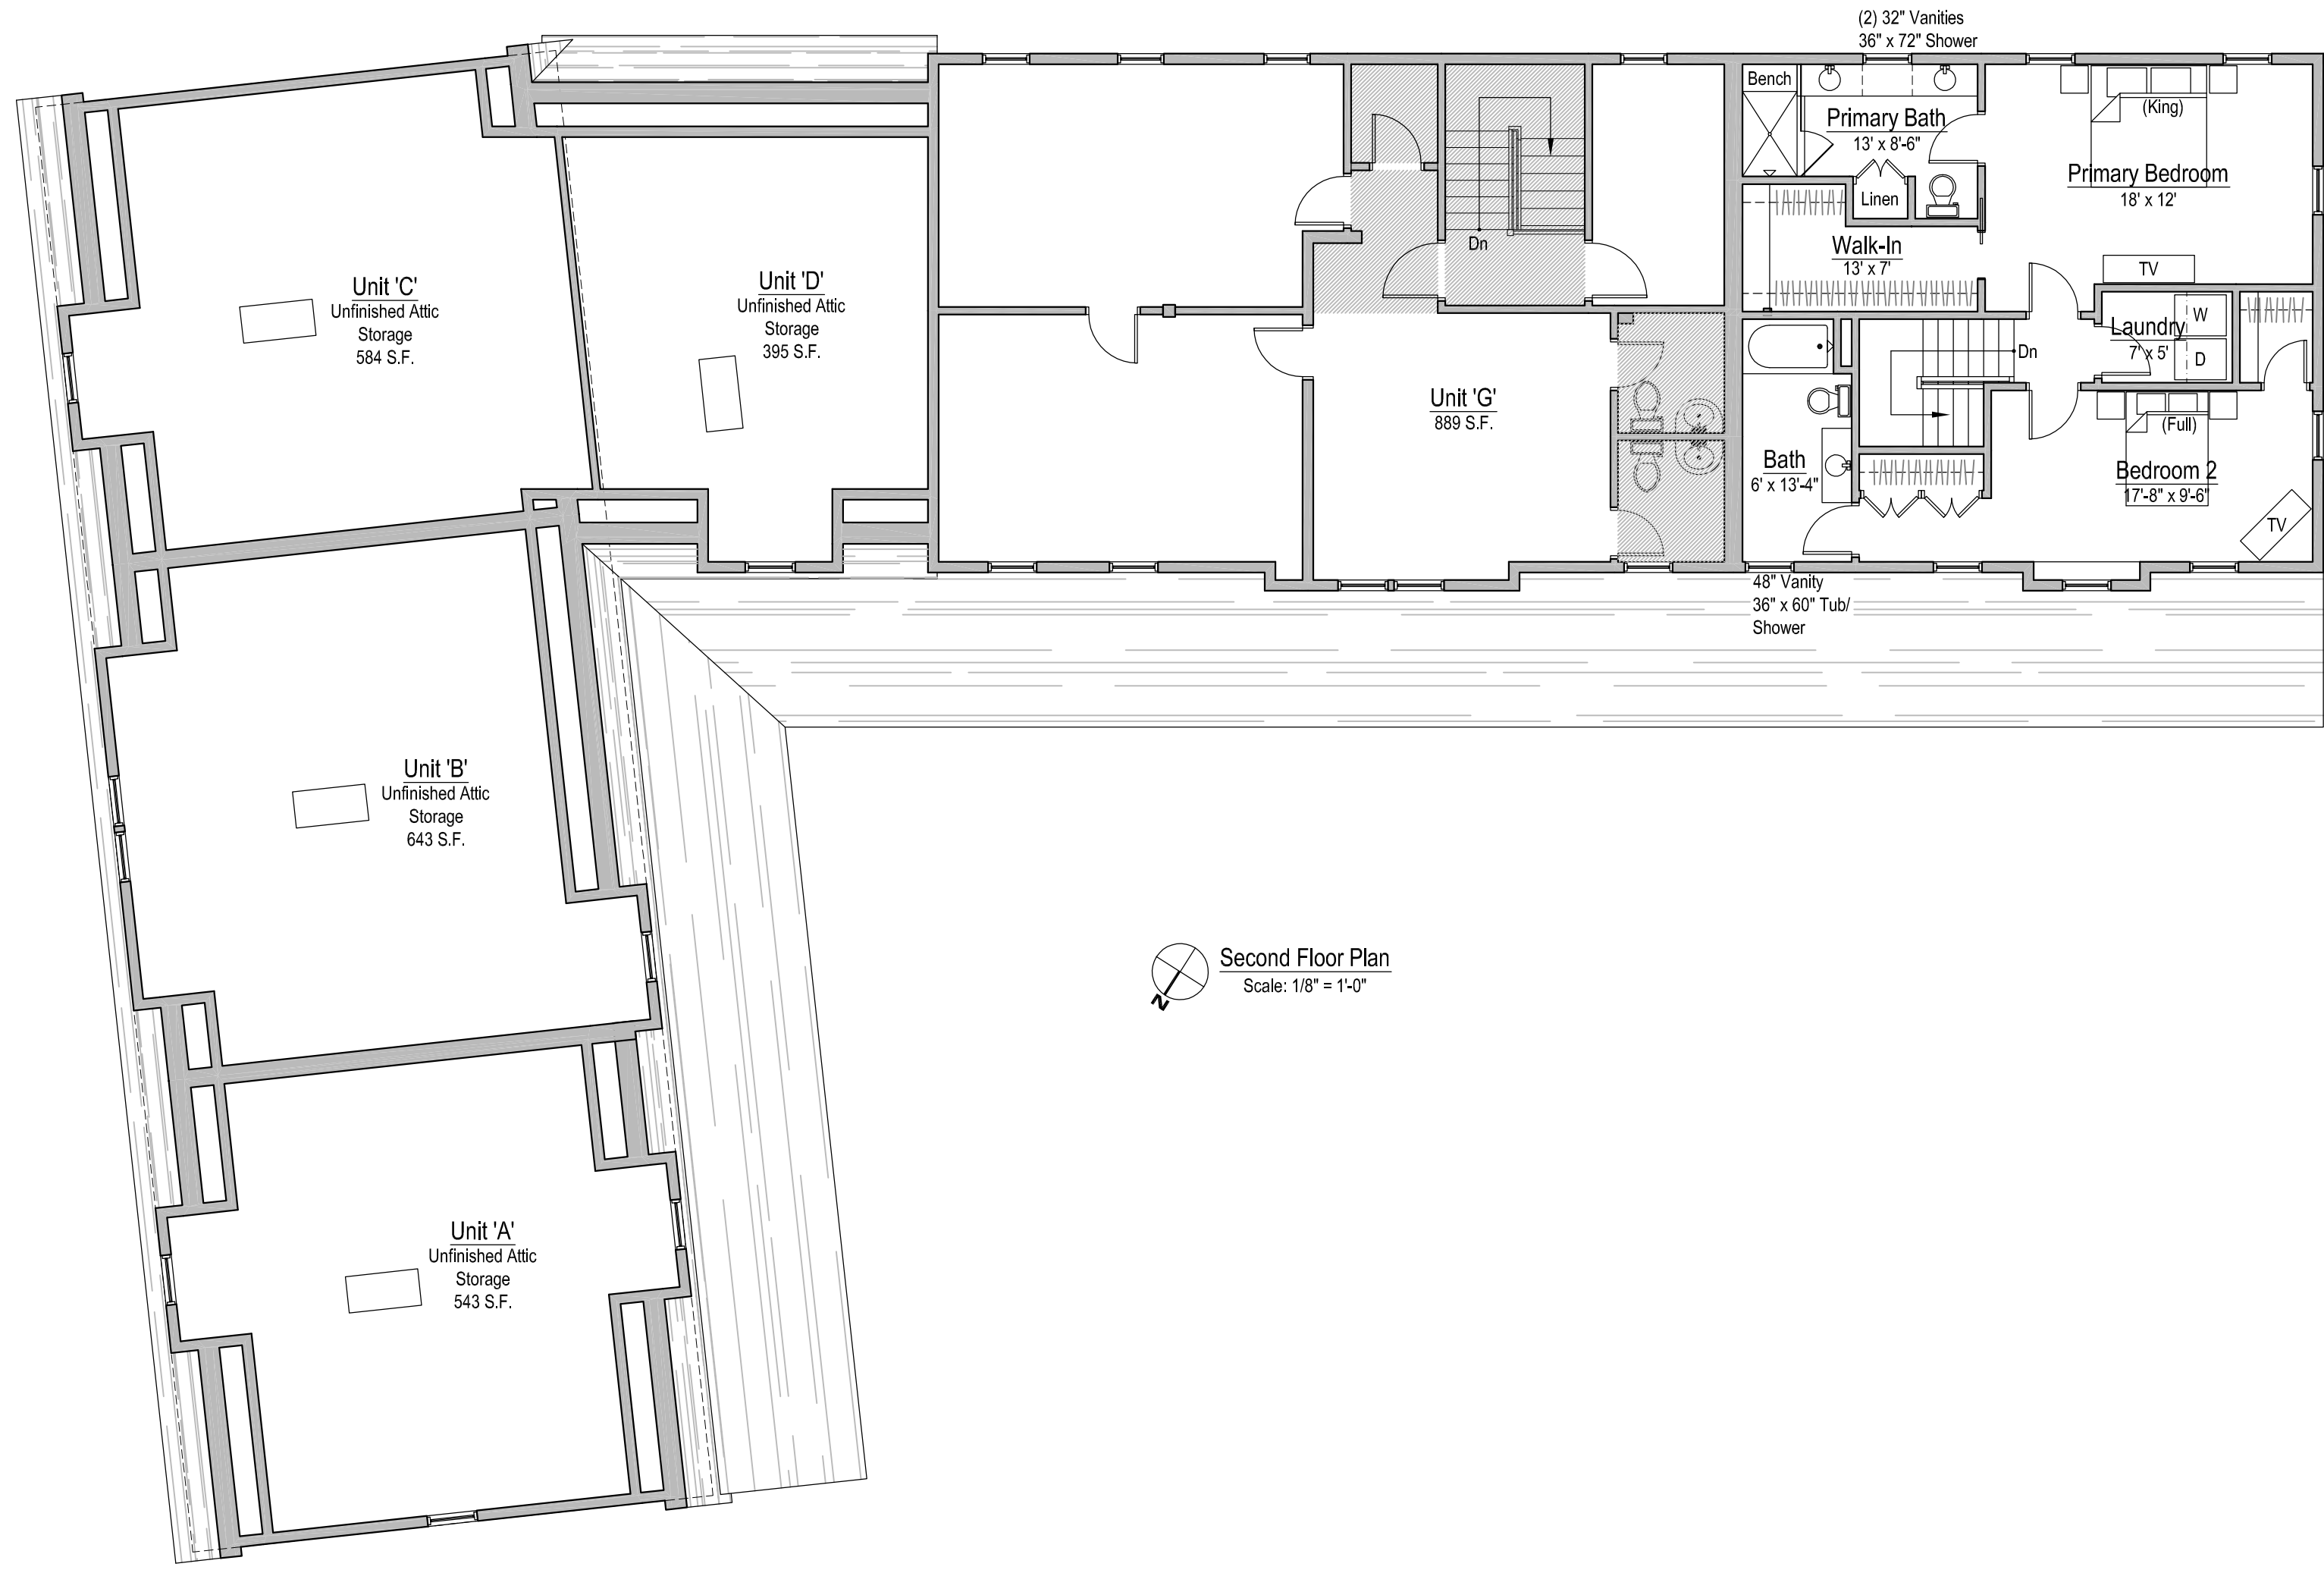 (2) 32" Vanities
36" x 72" Shower
Bench
Primary Bath
13' x 8'-6"
Linen
(King)
Primary Bedroom
18' x 12'
TV
Walk-In
13' x 7'
Dn
Unit 'C'
Unfinished Attic
Storage
584 S.F.
Unit 'D'
Unfinished Attic
Storage
395 S.F.
Laundry
7' x 5'
W
D
Dn
Unit 'G'
889 S.F.
Bath
6' x 13'-4"
(Full)
Bedroom 2
17'-8" x 9'-6"
TV
48" Vanity
36" x 60" Tub/
Shower
Unit 'B'
Unfinished Attic
Storage
643 S.F.
N
Second Floor Plan
Scale: 1/8" = 1'-0"
Unit 'A'
Unfinished Attic
Storage
543 S.F.